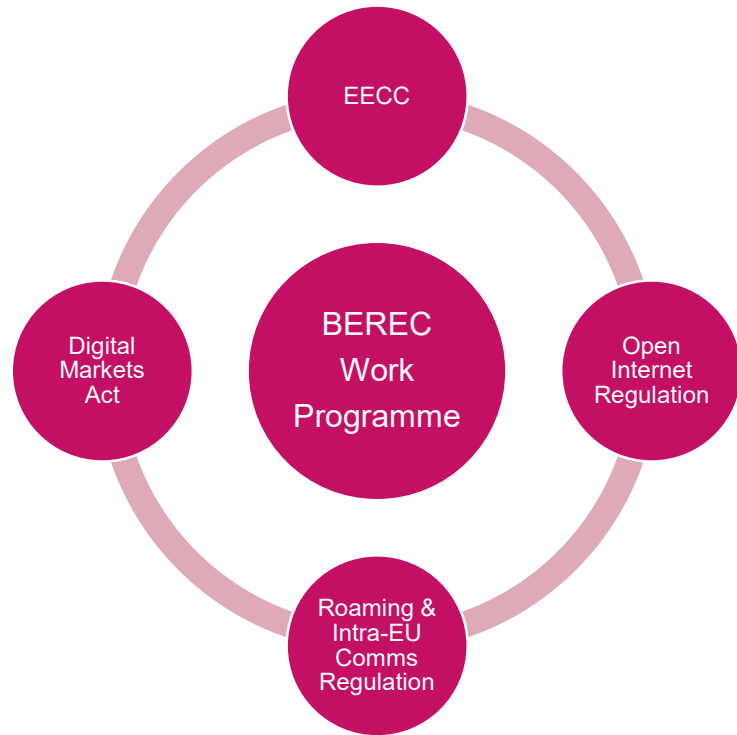 EECC
Digital
Markets
Act
BEREC
Work
Programme
Open
Internet
Regulation
Roaming &
Intra-EU
Comms
Regulation